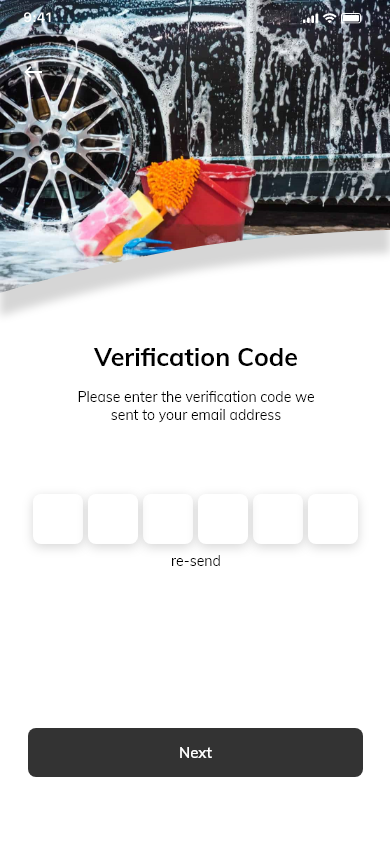 9:41
Verification Code
Please enter the verification code we
sent to your email address
re-send
Next